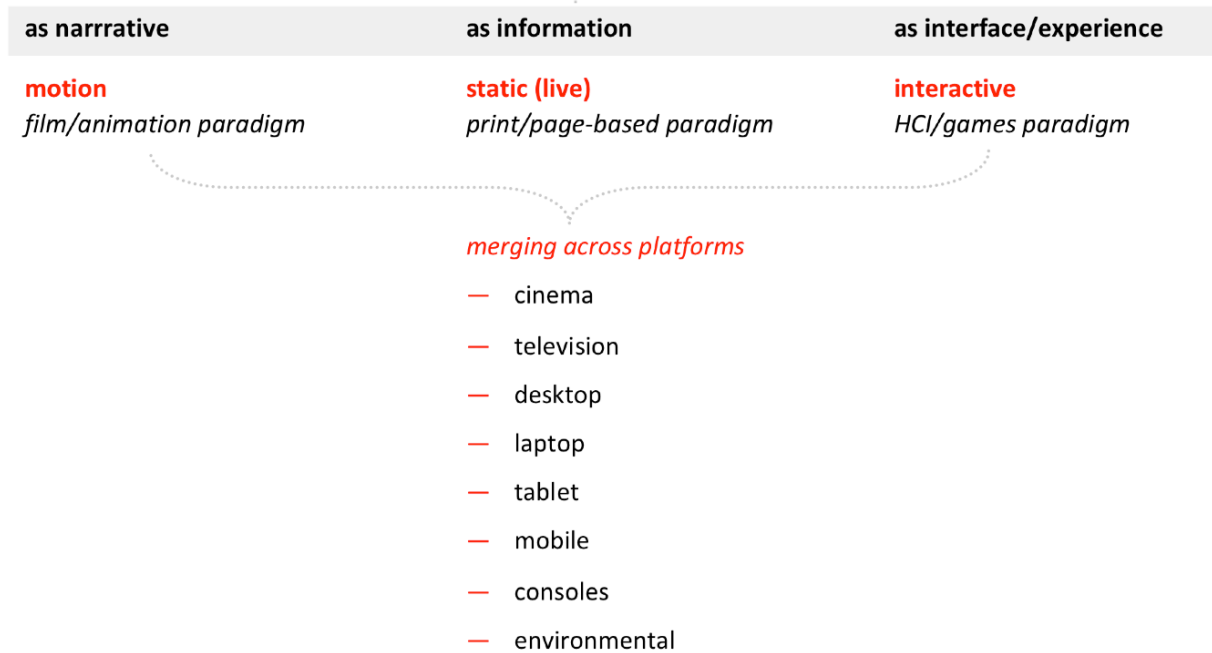 as narrrative as information as interface/experience
motion static (live) interactive
film/animation paradigm print/page-based paradigm HCI/games paradigm
merging across platforms
— cinema
— television
— desktop
— laptop
— tablet
— mobile
— consoles
— environmental